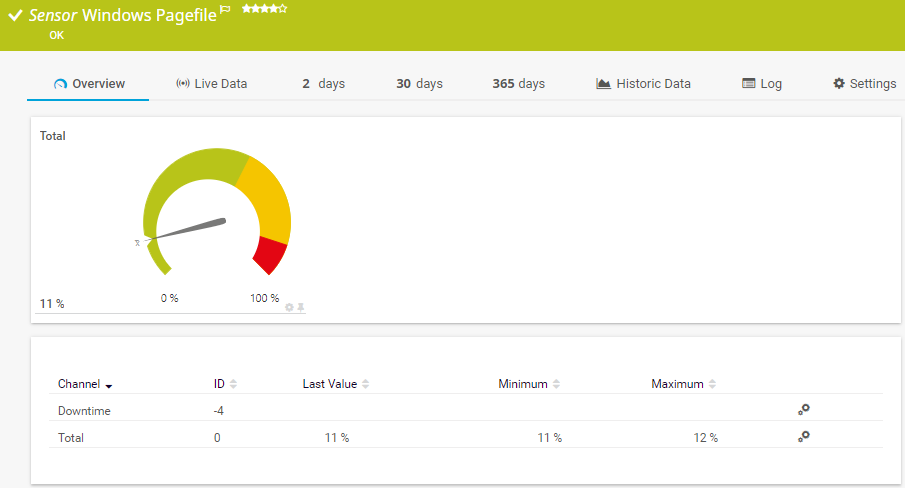 Sensor Windows Pagefile
OK
Overview Live Data 2 days 30 days 365 days Historic Data Log Settings
Total
0 % 100 %
11 %
Channel ID Last Value Minimum Maximum
Downtime -4
Total 0 11 % 11 % 12 %